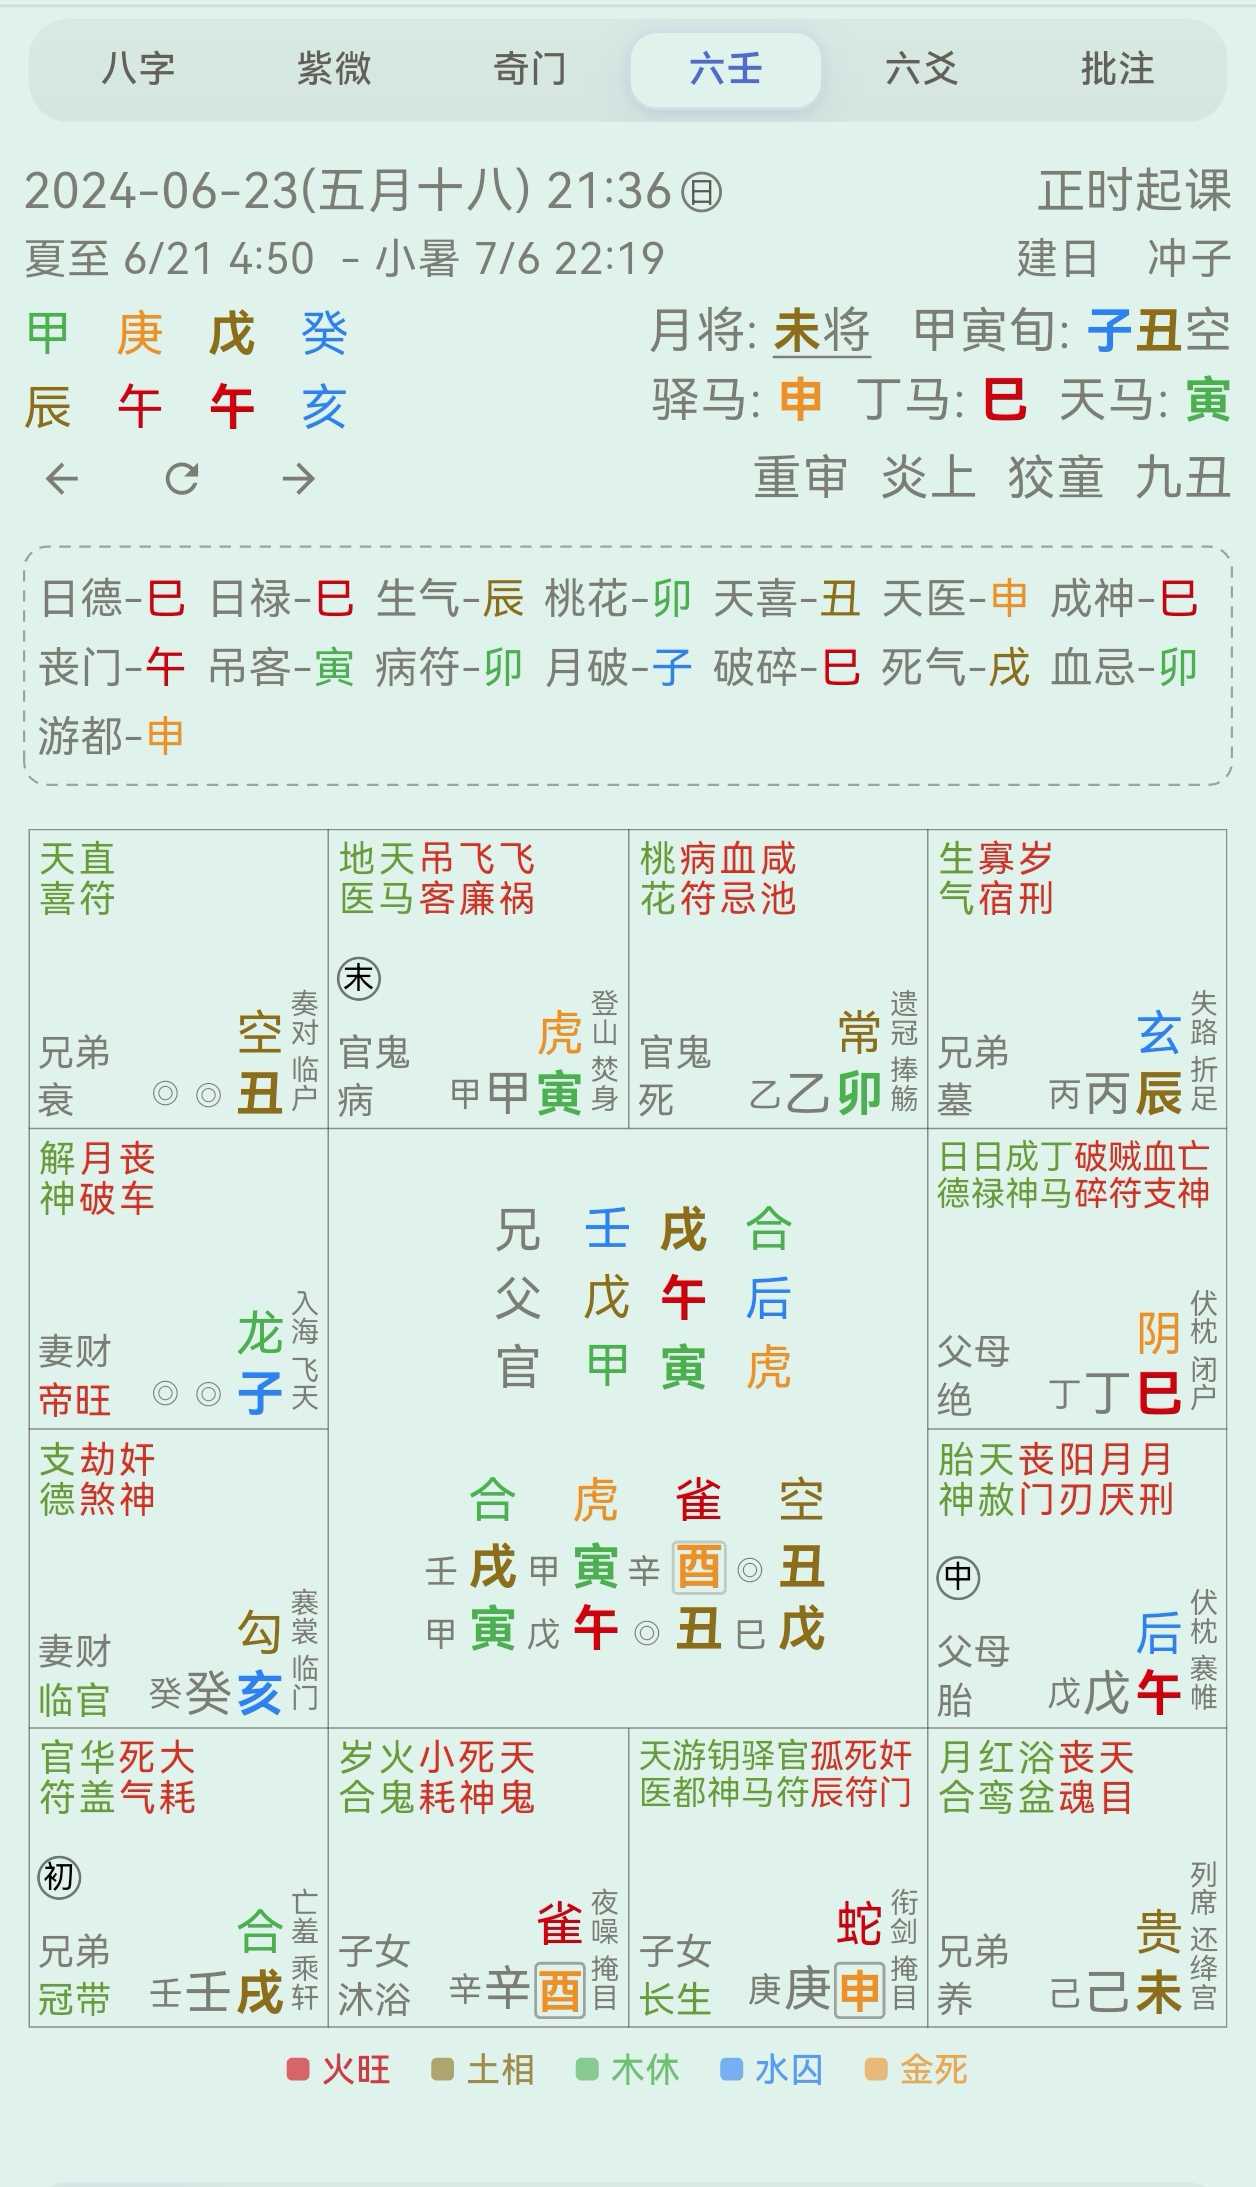 八字 紫微 奇门 六壬 六爻 批注
2024-06-23(五月十八) 21:36 日 正时起课
夏至 6/21 4:50 - 小暑 7/6 22:19 建日 冲子
甲 庚 戊 癸 月将: 未将 甲寅旬: 子丑空
辰 午 午 亥 驿马: 申 丁马: 巳 天马: 寅
← → 重审 炎上 狡童 九丑
日德-巳 日禄-巳 生气-辰 桃花-卯 天喜-丑 天医-申 成神-巳
丧门-午 吊客-寅 病符-卯 月破-子 破碎-巳 死气-戌 血忌-卯
游都-申
天喜 直符
奏对 临户
空
兄弟
衰 ◎ ◎ 丑
地医 天马 吊客 飞廉 飞祸
末
登山 焚身
虎
官鬼
病 甲 甲 寅
桃花 病符 血忌 咸池
遗冠 捧觞
常
官鬼
死 乙 乙 卯
生气 寡宿 岁刑
失路 折足
玄
兄弟
墓 丙 丙 辰
解神 月破 丧车
入海 飞天
龙
妻财
帝旺 ◎ ◎ 子
兄 壬 戌 合
父 戊 午 后
官 甲 寅 虎
合 虎 雀 空
壬 戌 甲 寅 辛 酉 ◎ 丑
甲 寅 戊 午 ◎ 丑 巳 戊
日德 日禄 成神 丁马 破碎 贼符 血支 亡神
伏枕 闭户
阴
父母
绝 丁 丁 巳
支德 劫煞 奸神
褰裳 临门
勾
妻财
临官 癸 癸 亥
胎神 天赦 丧门 阳刃 月厌 月刑
中
伏枕 褰帷
后
父母
胎 戊 戊 午
官符 华盖 死气 大耗
初
亡羞 乘轩
合
兄弟
冠带 壬 壬 戌
岁合 火鬼 小耗 死神 天鬼
夜噪 掩目
雀
子女
沐浴 辛 辛 酉
天医 游都 钥神 驿马 官符 孤辰 死符 奸门
衔剑 掩目
蛇
子女
长生 庚 庚 申
月合 红鸾 浴盆 丧魂 天目
列席 还绛宫
贵
兄弟
养 己 己 未
火旺 土相 木休 水囚 金死